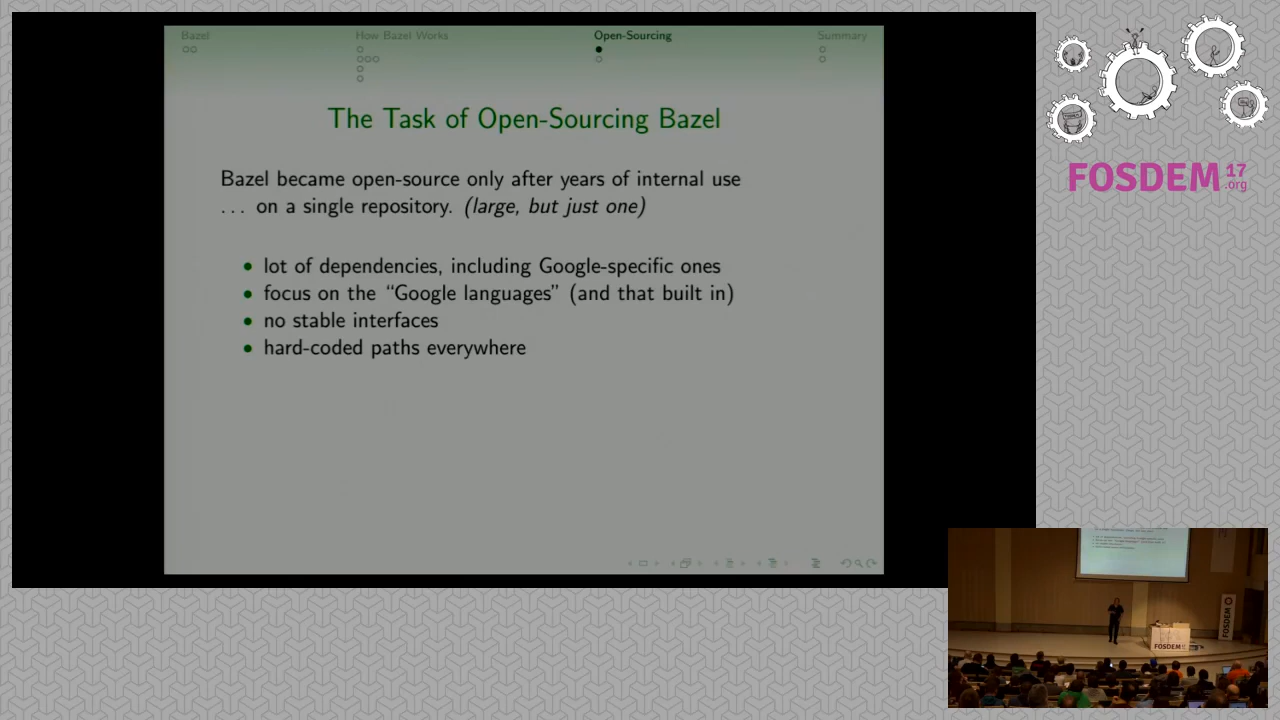 Bazel
How Bazel Works
Open-Sourcing
Summary
The Task of Open-Sourcing Bazel
Bazel became open-source only after years of internal use
... on a single repository. (large, but just one)
• lot of dependencies, including Google-specific ones
• focus on the “Google languages” (and that built in)
• no stable interfaces
• hard-coded paths everywhere
FOSDEM 17
.org
FOSDEM
FOSDEM